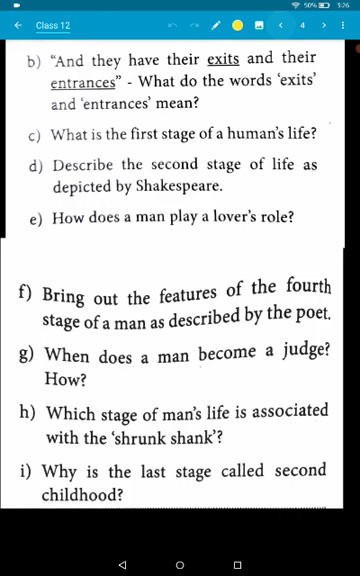 50% 3:26
Class 12
4
b) “And they have their exits and their
entrances” - What do the words ‘exits’
and ‘entrances’ mean?
c) What is the first stage of a human’s life?
d) Describe the second stage of life as
depicted by Shakespeare.
e) How does a man play a lover’s role?
f) Bring out the features of the fourth
stage of a man as described by the poet.
g) When does a man become a judge?
How?
h) Which stage of man’s life is associated
with the ‘shrunk shank’?
i) Why is the last stage called second
childhood?